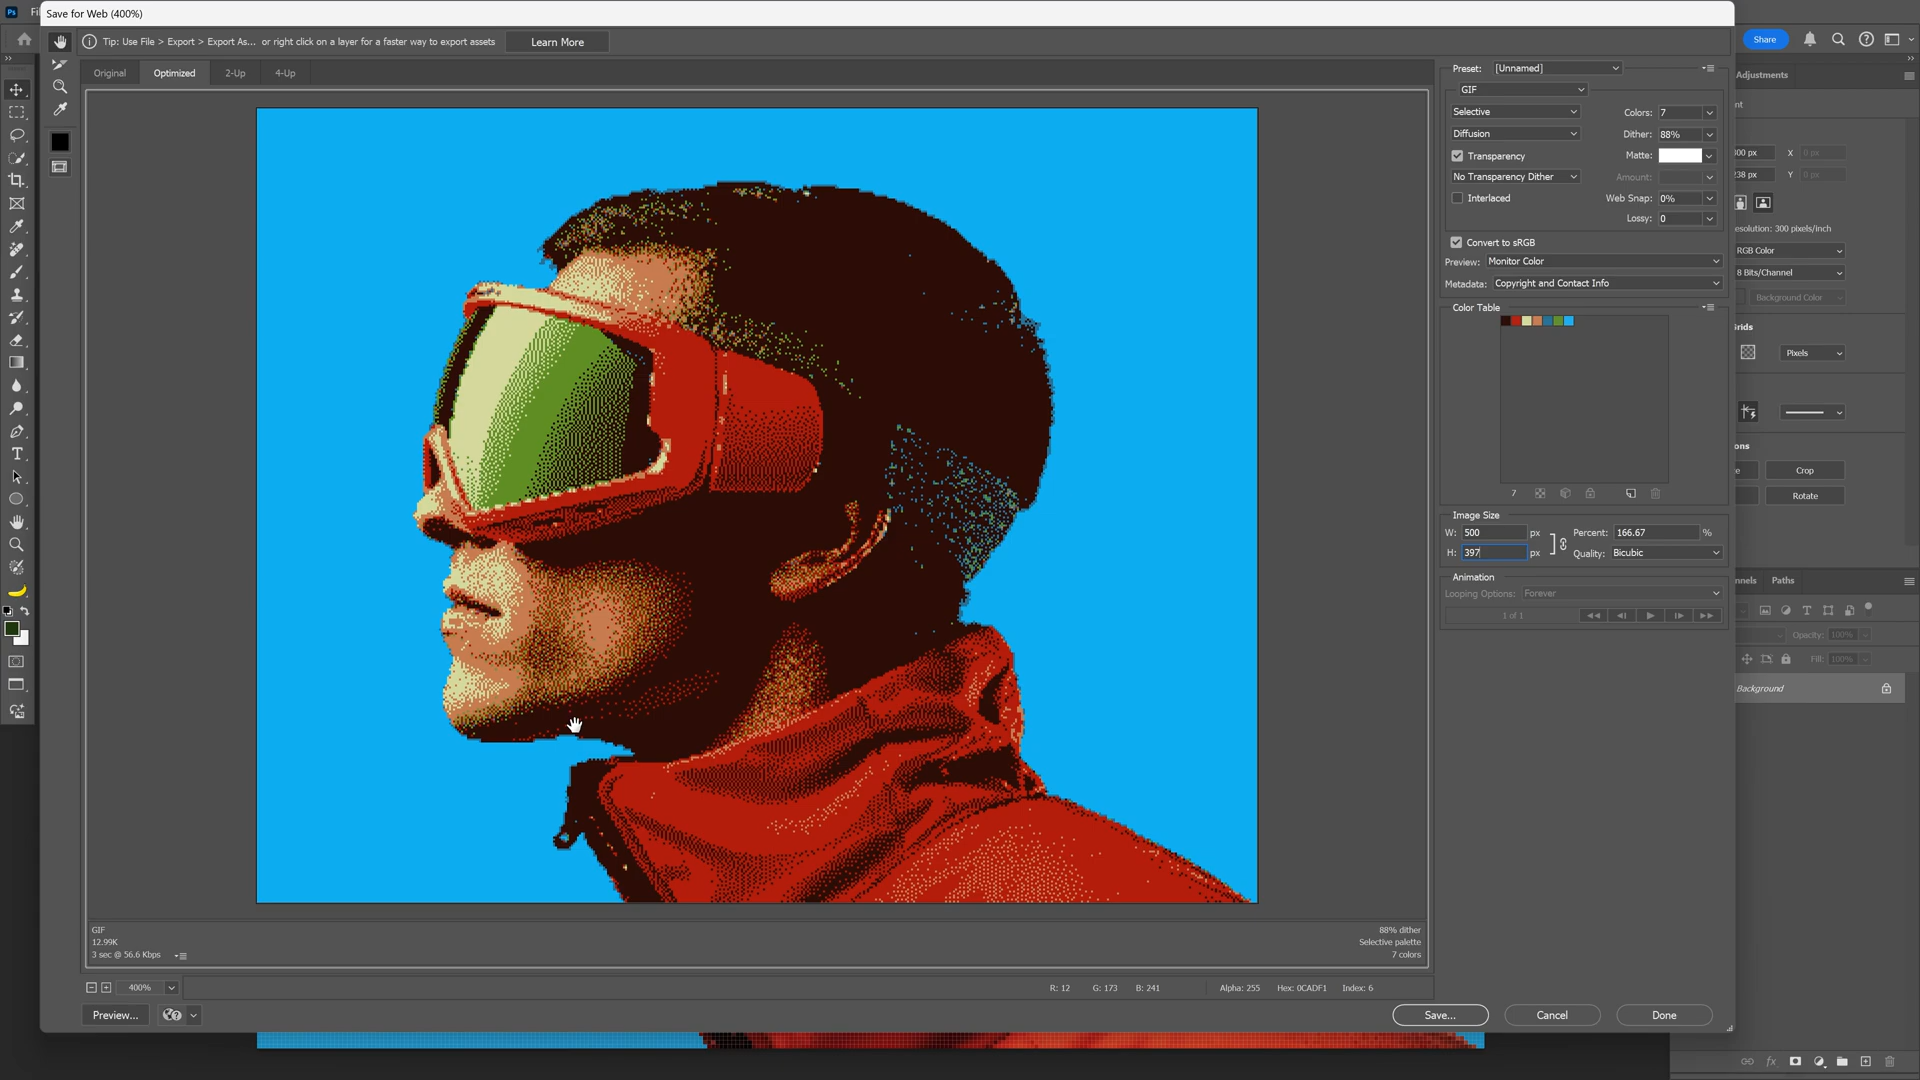 Save for Web (400%)
Tip: Use File > Export > Export As... or right click on a layer for a faster way to export assets
Learn More
Share
Original Optimized 2-Up 4-Up
Adjustments
Preset: [Unnamed]
GIF
Selective Colors: 7
Diffusion Dither: 88%
Transparency Matte:
No Transparency Dither Amount:
Interlaced Web Snap: 0%
Lossy: 0
Convert to sRGB
Preview: Monitor Color
Metadata: Copyright and Contact Info
Color Table
7
Image Size
W: 500 px Percent: 166.67 %
H: 397 px Quality: Bicubic
Animation
Looping Options: Forever
1 of 1
X 0 px
Y 0 px
esolution: 300 pixels/inch
RGB Color
8 Bits/Channel
Background Color
Pixels
Crop
Rotate
Paths
Opacity: 100%
Fill: 100%
Background
GIF
12.99K
3 sec @ 56.6 Kbps
88% dither
Selective palette
7 colors
400%
R: 12 G: 173 B: 241 Alpha: 255 Hex: 0CADF1 Index: 6
Preview...
Save... Cancel Done